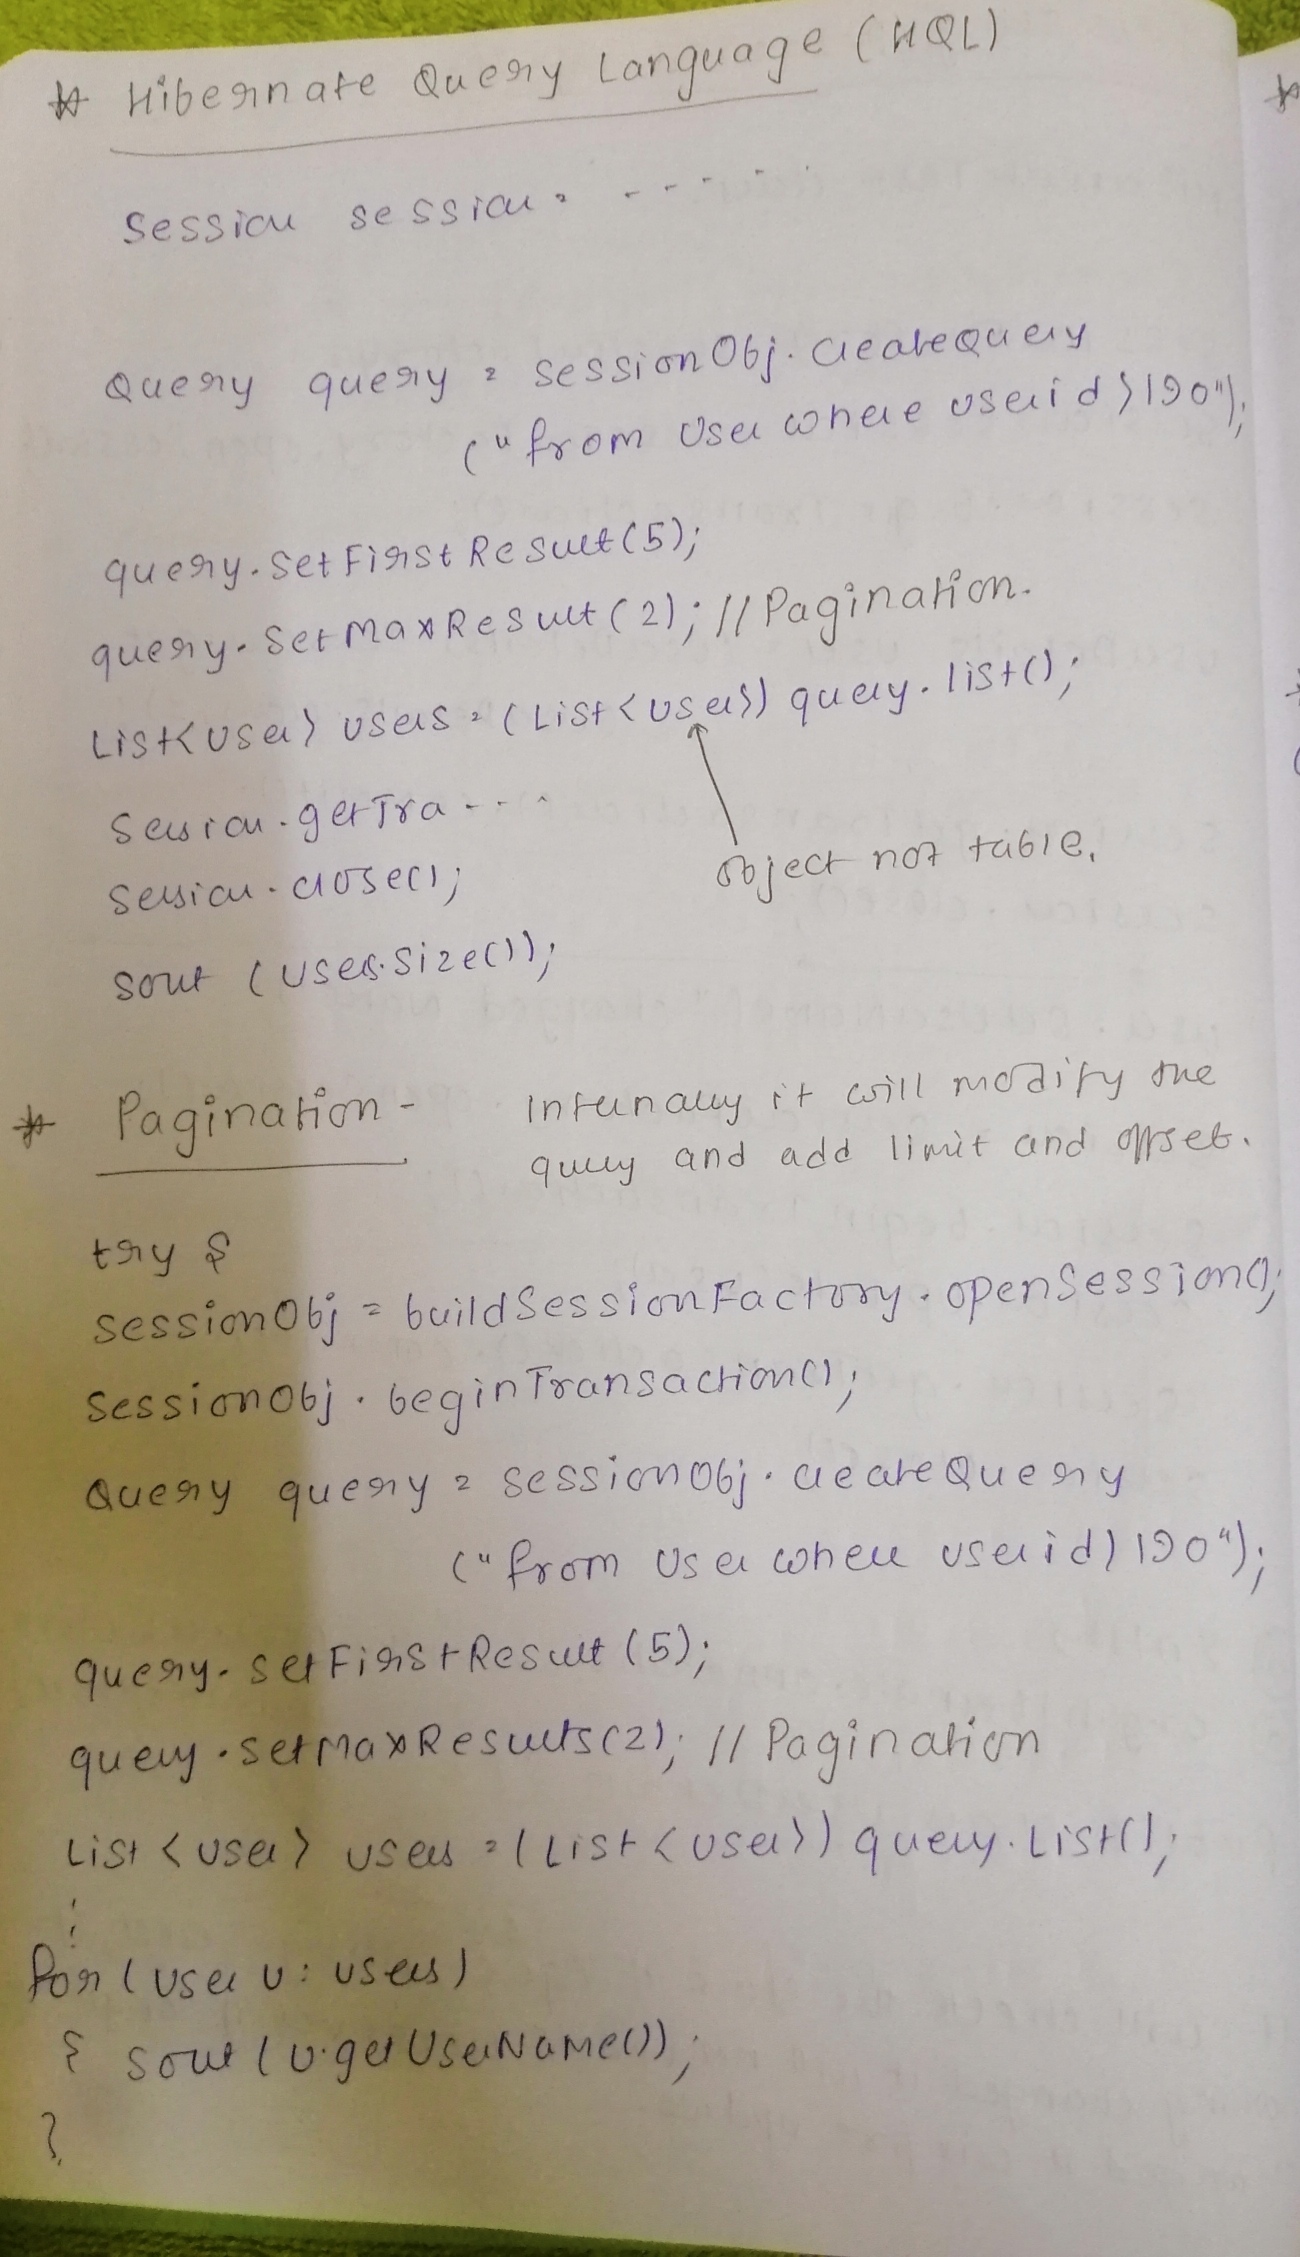 * Hibernate Query Language (HQL)
Session session = - - - - - -
Query query = sessionObj.createQuery
("from User where userid > 190");
query.setFirstResult(5);
query.setMaxResult(2); // Pagination.
List<User> users = (List<User>) query.list();
Session.getTra - - -
object not table.
Session.close();
sout (users.size());
* Pagination - Internally it will modify the
query and add limit and offset.
try {
sessionObj = buildSessionFactory.openSession();
sessionObj.beginTransaction();
Query query = sessionObj.createQuery
("from User where userid > 190");
query.setFirstResult(5);
query.setMaxResults(2); // Pagination
List <User> users = (List <User>) query.List();
for (User u : users)
{ sout (u.getUserName());
}